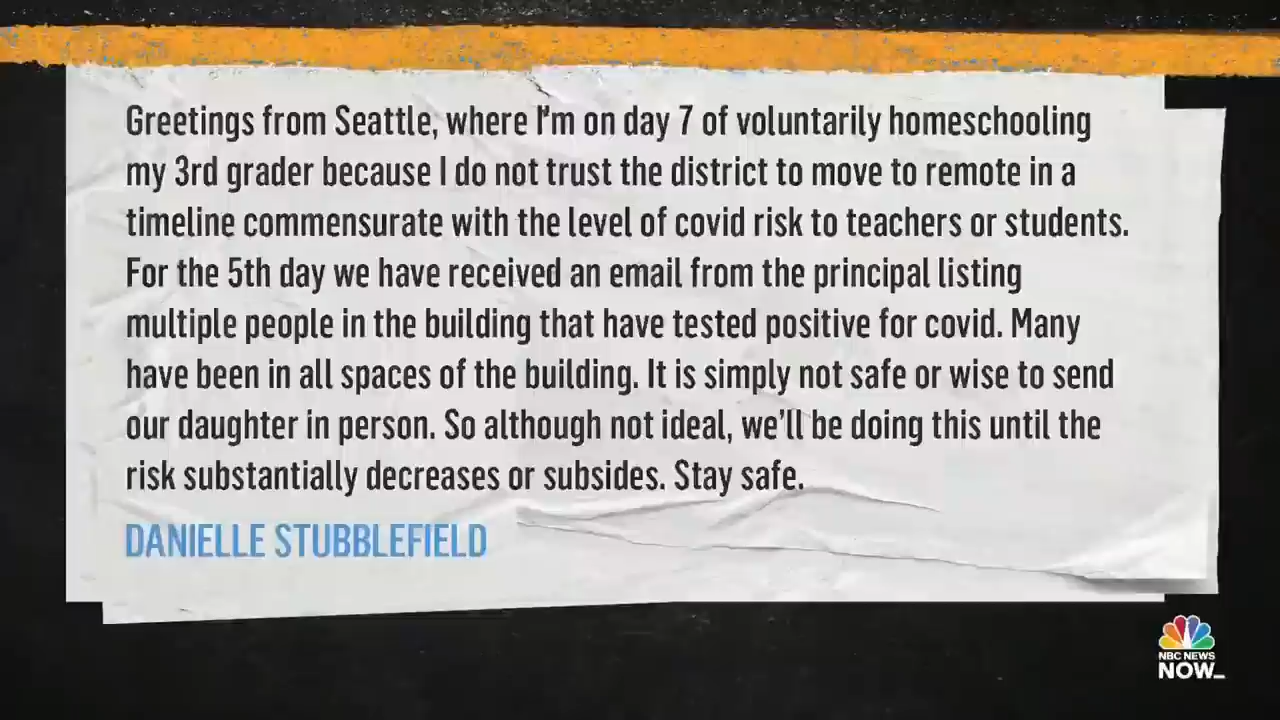 Greetings from Seattle, where I'm on day 7 of voluntarily homeschooling
my 3rd grader because I do not trust the district to move to remote in a
timeline commensurate with the level of covid risk to teachers or students.
For the 5th day we have received an email from the principal listing
multiple people in the building that have tested positive for covid. Many
have been in all spaces of the building. It is simply not safe or wise to send
our daughter in person. So although not ideal, we'll be doing this until the
risk substantially decreases or subsides. Stay safe.
DANIELLE STUBBLEFIELD
NBC NEWS
NOW_